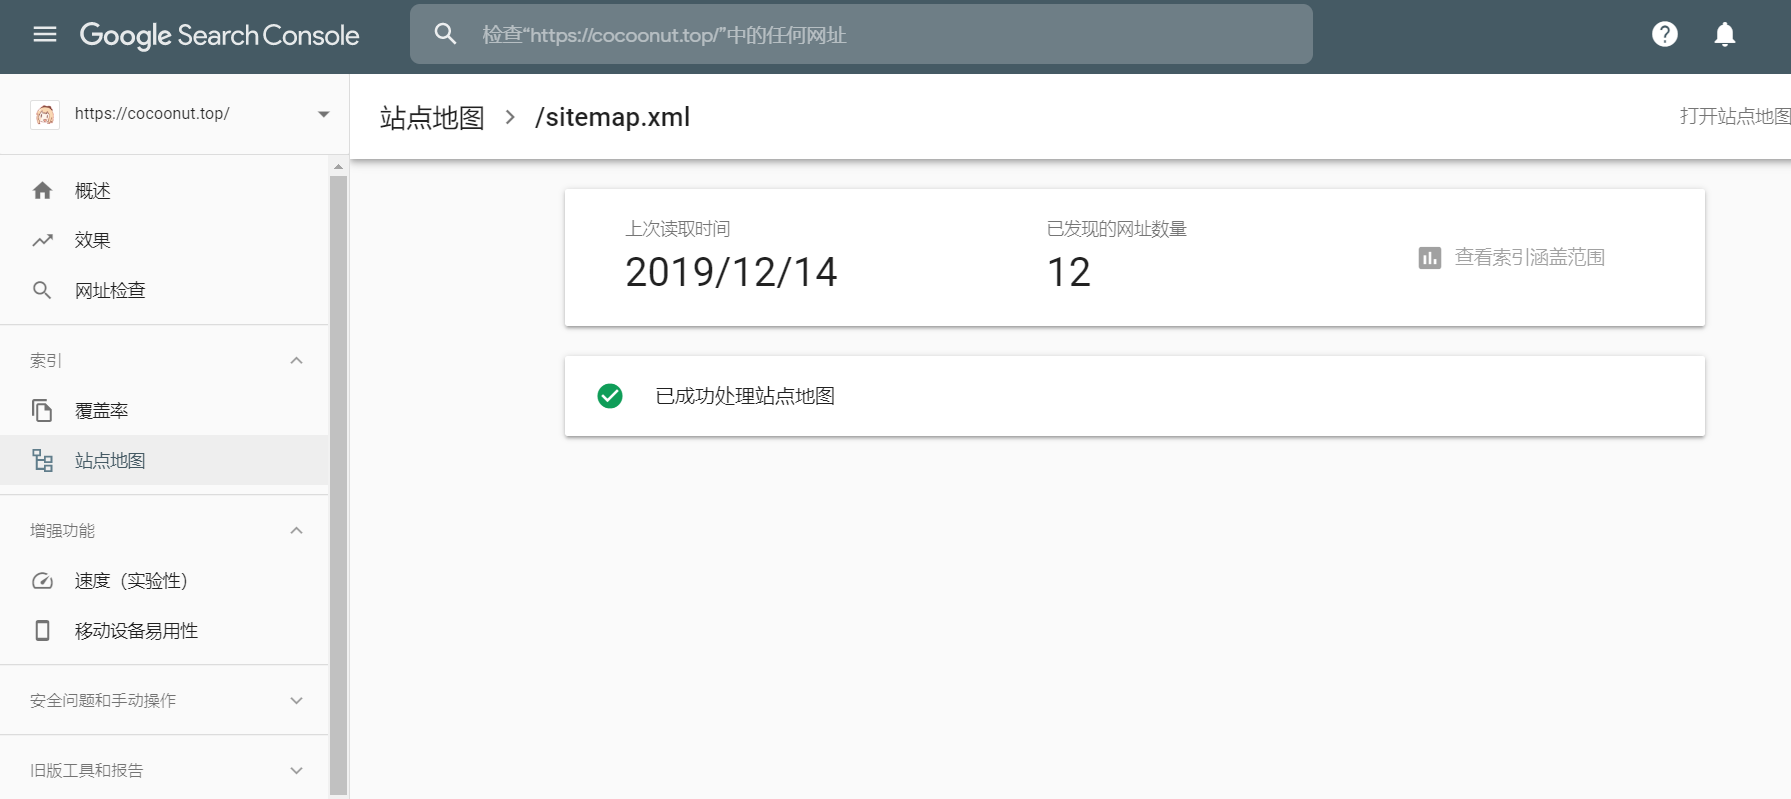 Google Search Console
检查“https://cocoonut.top/”中的任何网址
https://cocoonut.top/
站点地图 > /sitemap.xml
打开站点地图
概述
效果
网址检查
索引
覆盖率
站点地图
增强功能
速度（实验性）
移动设备易用性
安全问题和手动操作
旧版工具和报告
上次读取时间
2019/12/14
已发现的网址数量
12
查看索引涵盖范围
已成功处理站点地图